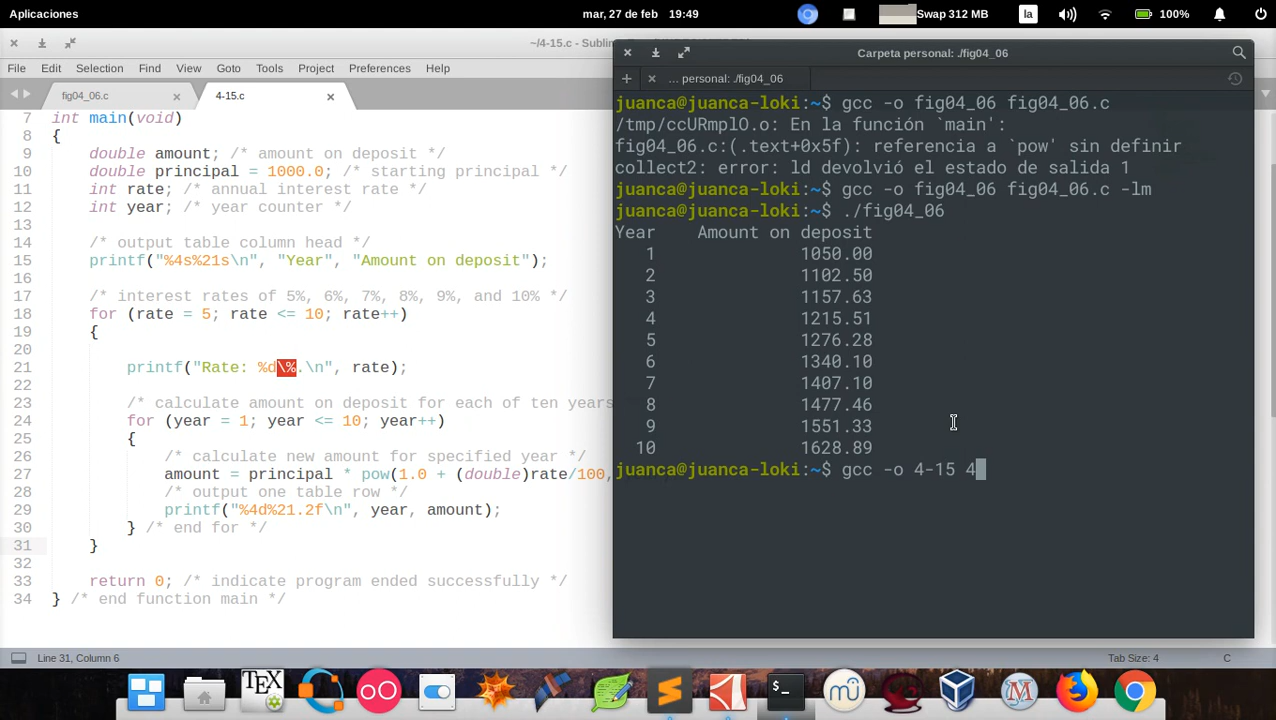 Aplicaciones
mar, 27 de feb 19:49
Swap 312 MB
la
100%
~/4-15.c - Sublim
File Edit Selection Find View Goto Tools Project Preferences Help
fig04_06.c
4-15.c
7 int main(void)
8 {
9 double amount; /* amount on deposit */
10 double principal = 1000.0; /* starting principal */
11 int rate; /* annual interest rate */
12 int year; /* year counter */
13
14 /* output table column head */
15 printf("%4s%21s\n", "Year", "Amount on deposit");
16
17 /* interest rates of 5%, 6%, 7%, 8%, 9%, and 10% */
18 for (rate = 5; rate <= 10; rate++)
19 {
20
21 printf("Rate: %d\%.\n", rate);
22
23 /* calculate amount on deposit for each of ten years
24 for (year = 1; year <= 10; year++)
25 {
26 /* calculate new amount for specified year */
27 amount = principal * pow(1.0 + (double)rate/100,
28 /* output one table row */
29 printf("%4d%21.2f\n", year, amount);
30 } /* end for */
31 }
32
33 return 0; /* indicate program ended successfully */
34 } /* end function main */
Line 31, Column 6
Tab Size: 4
C
Carpeta personal: ./fig04_06
... personal: ./fig04_06
juanca@juanca-loki:~$ gcc -o fig04_06 fig04_06.c
/tmp/ccURmplO.o: En la función `main':
fig04_06.c:(.text+0x5f): referencia a `pow' sin definir
collect2: error: ld devolvió el estado de salida 1
juanca@juanca-loki:~$ gcc -o fig04_06 fig04_06.c -lm
juanca@juanca-loki:~$ ./fig04_06
Year Amount on deposit
1 1050.00
2 1102.50
3 1157.63
4 1215.51
5 1276.28
6 1340.10
7 1407.10
8 1477.46
9 1551.33
10 1628.89
juanca@juanca-loki:~$ gcc -o 4-15 4
TEX